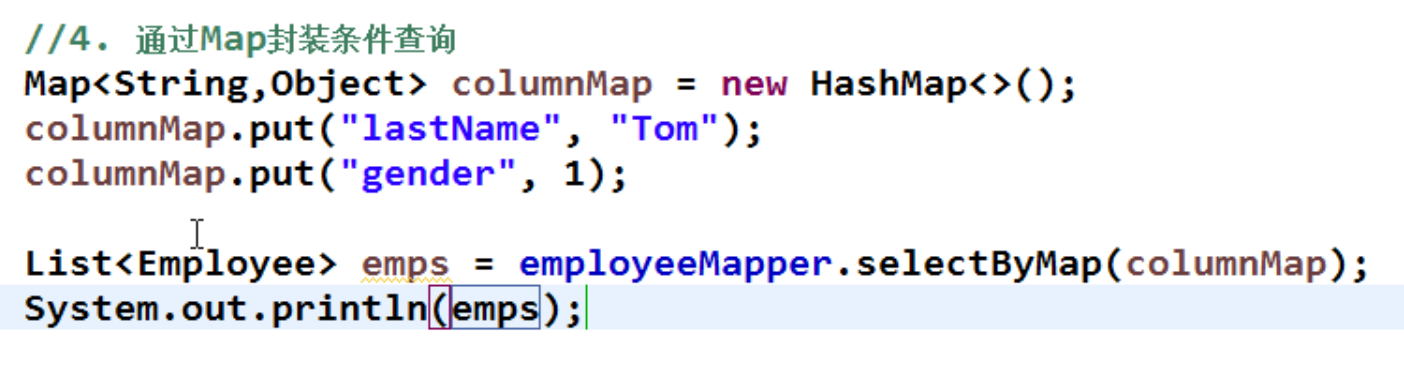 //4. 通过Map封装条件查询
Map<String,Object> columnMap = new HashMap<>();
columnMap.put("lastName", "Tom");
columnMap.put("gender", 1);
List<Employee> emps = employeeMapper.selectByMap(columnMap);
System.out.println(emps);